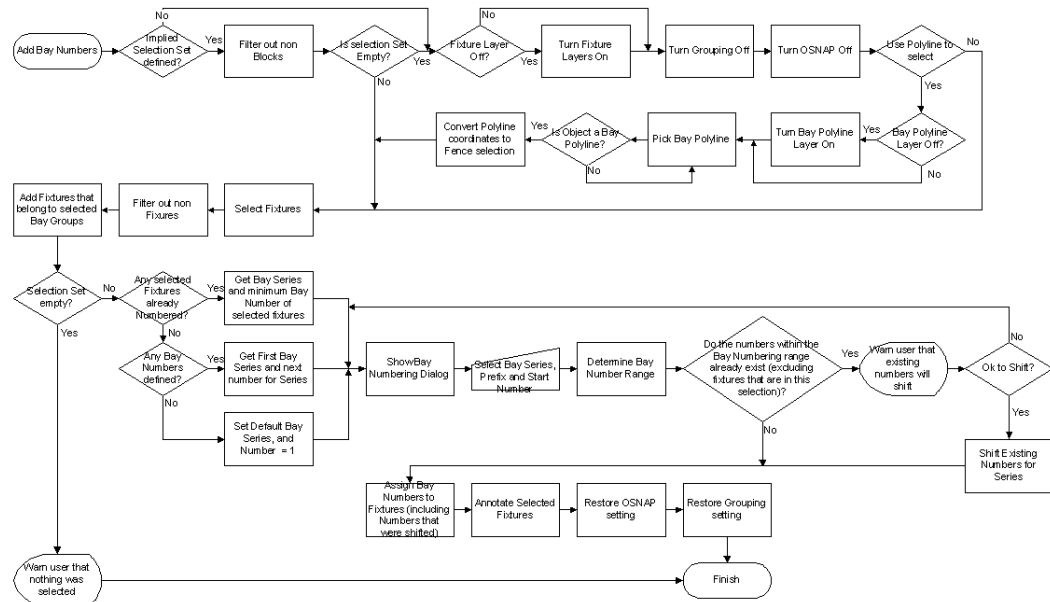 No
No
Add Bay Numbers
Implied
Selection Set
defined?
Yes
Filter out non
Blocks
Is selection Set
Empty?
Yes
No
Fixture Layer
Off?
Yes
Turn Fixture
Layers On
Turn Grouping Off
Turn OSNAP Off
Use Polyline to
select
No
Yes
Convert Polyline
coordinates to
Fence selection
Yes
Is Object a Bay
Polyline?
No
Pick Bay Polyline
Turn Bay Polyline
Layer On
Yes
Bay Polyline
Layer Off?
No
Add Fixtures that
belong to selected
Bay Groups
Filter out non
Fixures
Select Fixtures
Selection Set
empty?
No
Yes
Any selected
Fixtures
already
Numbered?
Yes
No
Get Bay Series
and minimum Bay
Number of
selected fixtures
Any Bay
Numbers
defined?
Yes
No
Get First Bay
Series and next
number for Series
Set Default Bay
Series, and
Number = 1
Show Bay
Numbering Dialog
Select Bay Series,
Prefix and Start
Number
Determine Bay
Number Range
Do the numbers within the
Bay Numbering range
already exist (excluding
fixtures that are in this
selection)?
Yes
No
Warn user that
existing
numbers will
shift
No
Ok to Shift?
Yes
Shift Existing
Numbers for
Series
Assign Bay
Numbers to
Fixtures (including
Numbers that
were shifted)
Annotate Selected
Fixtures
Restore OSNAP
setting
Restore Grouping
setting
Warn user that
nothing was
selected
Finish